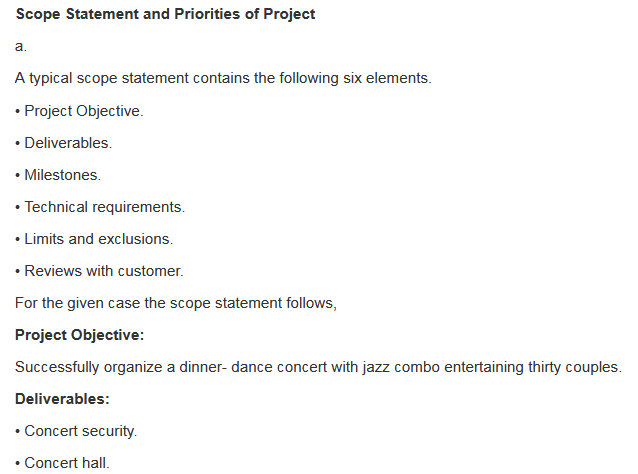 Scope Statement and Priorities of Project
a.
A typical scope statement contains the following six elements.
• Project Objective.
• Deliverables.
• Milestones.
• Technical requirements.
• Limits and exclusions.
• Reviews with customer.
For the given case the scope statement follows,
Project Objective:
Successfully organize a dinner- dance concert with jazz combo entertaining thirty couples.
Deliverables:
• Concert security.
• Concert hall.